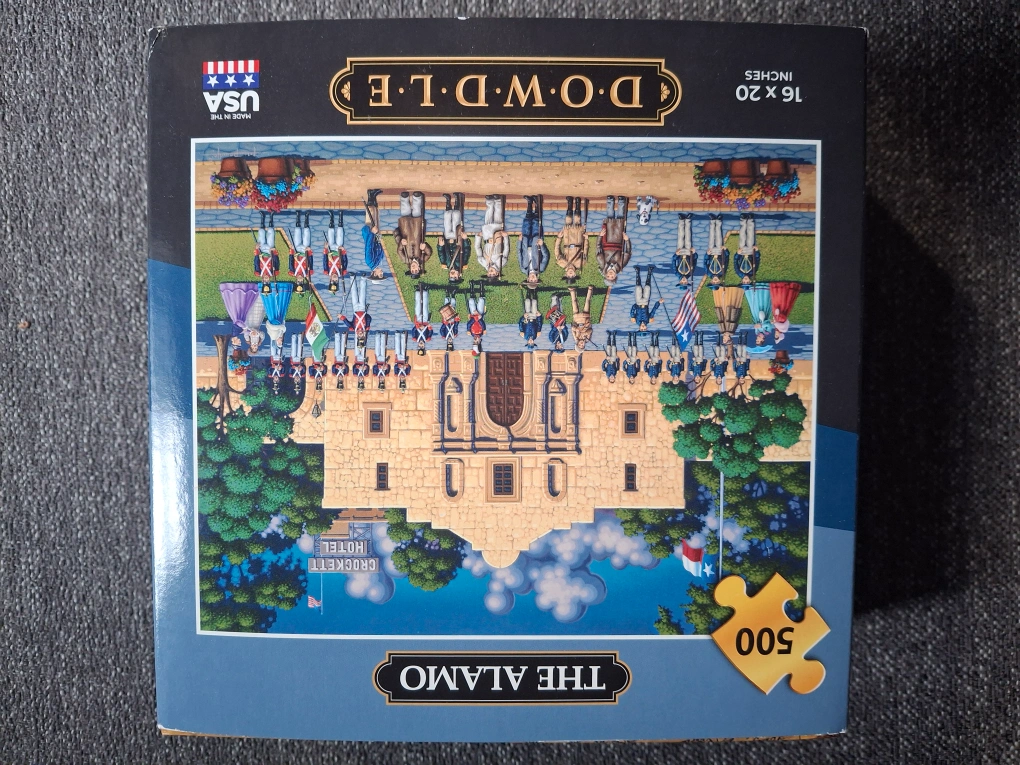 THE ALAMO
500
CROCKETT
HOTEL
MADE IN THE
USA
D·O·W·D·L·E
16 x 20
INCHES